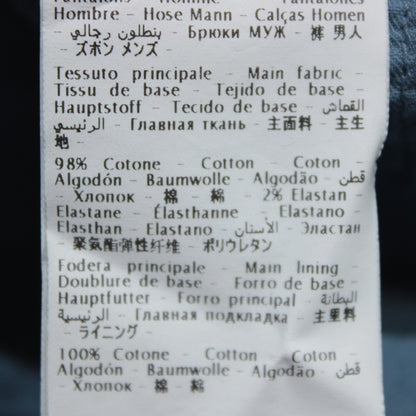 Pantalons - Homme - Pantalones
Hombre - Hose Mann - Calças Homen
- بنطلون رجالي - Брюки МУЖ - 裤 男人
- ズボン メンズ -
Tessuto principale - Main fabric -
Tissu de base - Tejido de base -
Hauptstoff - Tecido de base - القماش
الرئيسي - Главная ткань - 主面料 - 主生
地 -
98% Cotone - Cotton - Coton -
Algodón - Baumwolle - Algodão - قطن
- Хлопок - 棉 - 綿 - 2% Elastan -
Elastane - Élasthanne - Elastano -
Elasthan - Elastano - الأستان - Эластан
- 聚氨酯弹性纤维 - ポリウレタン
Fodera principale - Main lining -
Doublure de base - Forro de base -
Hauptfutter - Forro principal - البطانة
الرئيسية - Главная подкладка - 主里料
- ライニング -
100% Cotone - Cotton - Coton -
Algodón - Baumwolle - Algodão - قطن
- Хлопок - 棉 - 綿